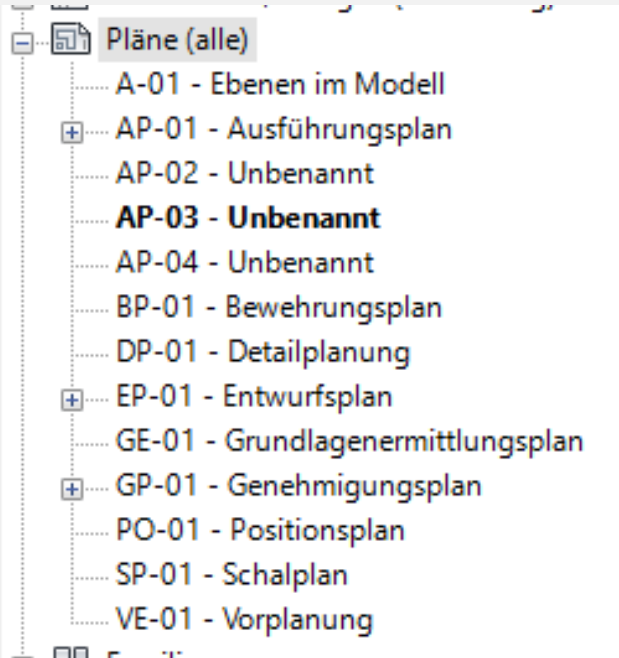 Pläne (alle)
A-01 - Ebenen im Modell
AP-01 - Ausführungsplan
AP-02 - Unbenannt
AP-03 - Unbenannt
AP-04 - Unbenannt
BP-01 - Bewehrungsplan
DP-01 - Detailplanung
EP-01 - Entwurfsplan
GE-01 - Grundlagenermittlungsplan
GP-01 - Genehmigungsplan
PO-01 - Positionsplan
SP-01 - Schalplan
VE-01 - Vorplanung